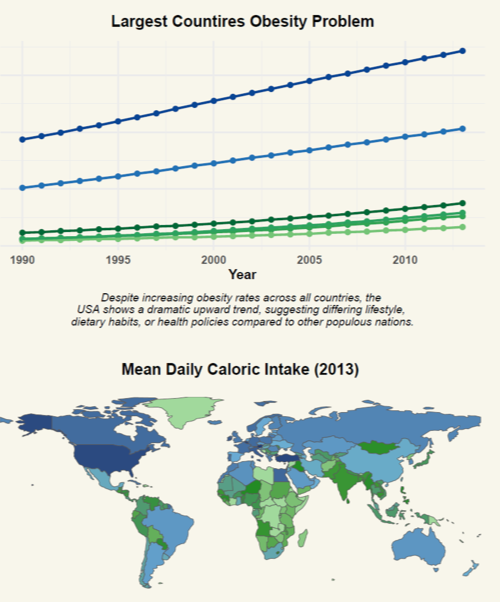 Largest Countires Obesity Problem
1990 1995 2000 2005 2010
Year
Despite increasing obesity rates across all countries, the
USA shows a dramatic upward trend, suggesting differing lifestyle,
dietary habits, or health policies compared to other populous nations.
Mean Daily Caloric Intake (2013)